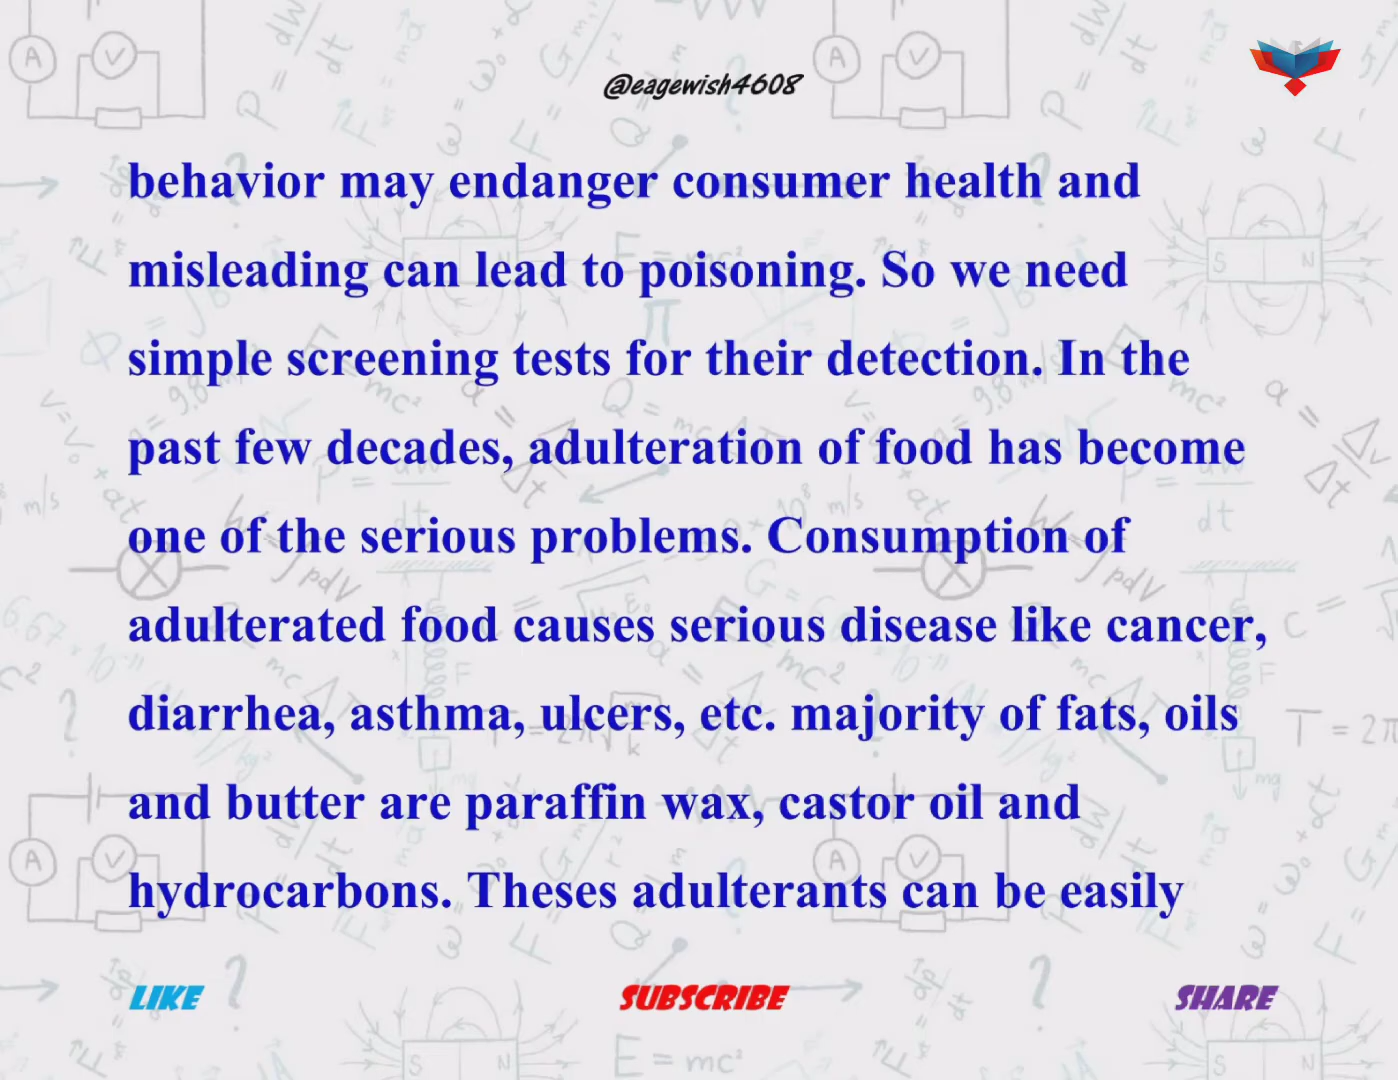 @eagewish4608
behavior may endanger consumer health and
misleading can lead to poisoning. So we need
simple screening tests for their detection. In the
past few decades, adulteration of food has become
one of the serious problems. Consumption of
adulterated food causes serious disease like cancer,
diarrhea, asthma, ulcers, etc. majority of fats, oils
and butter are paraffin wax, castor oil and
hydrocarbons. Theses adulterants can be easily
LIKE SUBSCRIBE SHARE